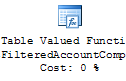 Table Valued Functi
FilteredAccountComp
Cost: 0 %